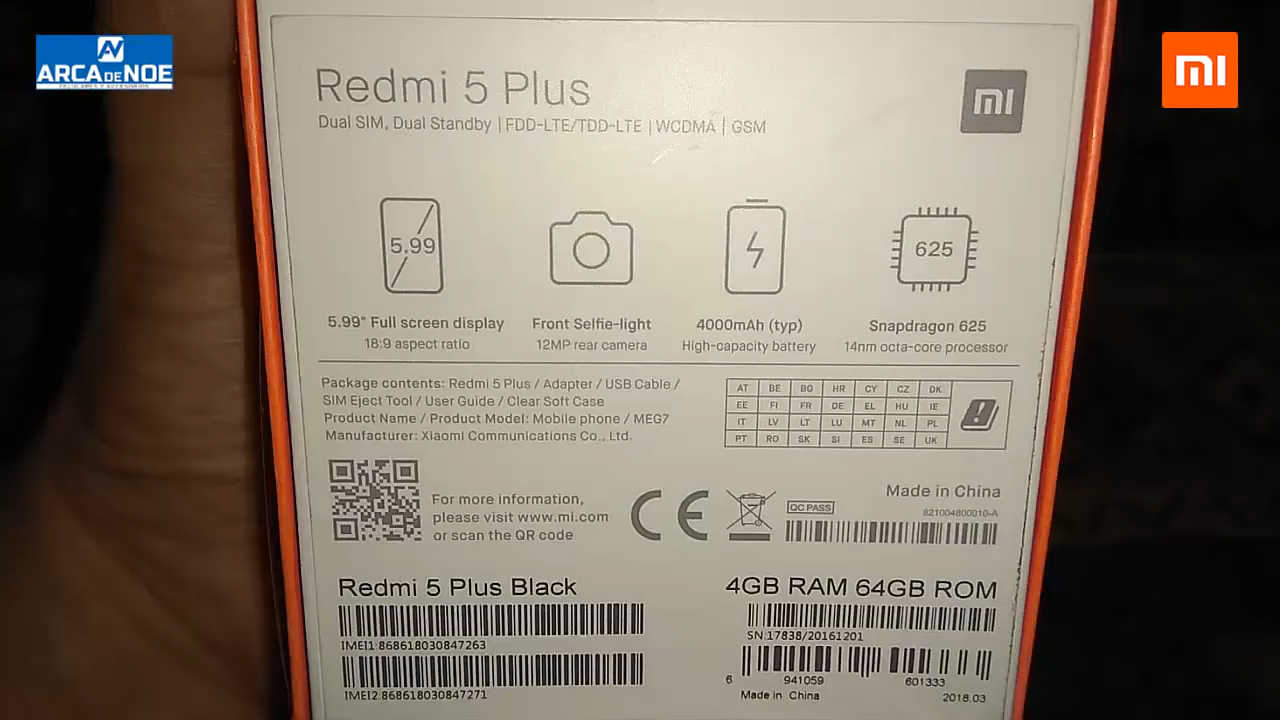 ARCA DE NOE
CELULARES Y ACCESORIOS
mi
Redmi 5 Plus
mi
Dual SIM, Dual Standby | FDD-LTE/TDD-LTE | WCDMA | GSM
5.99
625
5.99" Full screen display
18:9 aspect ratio
Front Selfie-light
12MP rear camera
4000mAh (typ)
High-capacity battery
Snapdragon 625
14nm octa-core processor
Package contents: Redmi 5 Plus / Adapter / USB Cable /
SIM Eject Tool / User Guide / Clear Soft Case
Product Name / Product Model: Mobile phone / MEG7
Manufacturer: Xiaomi Communications Co., Ltd.
AT BE BG HR CY CZ DK
EE FI FR DE EL HU IE
IT LV LT LU MT NL PL
PT RO SK SI ES SE UK
For more information,
please visit www.mi.com
or scan the QR code
CE
QC PASS
Made in China
821004800010-A
Redmi 5 Plus Black
IMEI1:868618030847263
IMEI2:868618030847271
4GB RAM 64GB ROM
SN:17838/20161201
6 941059 601333
Made in China
2018.03